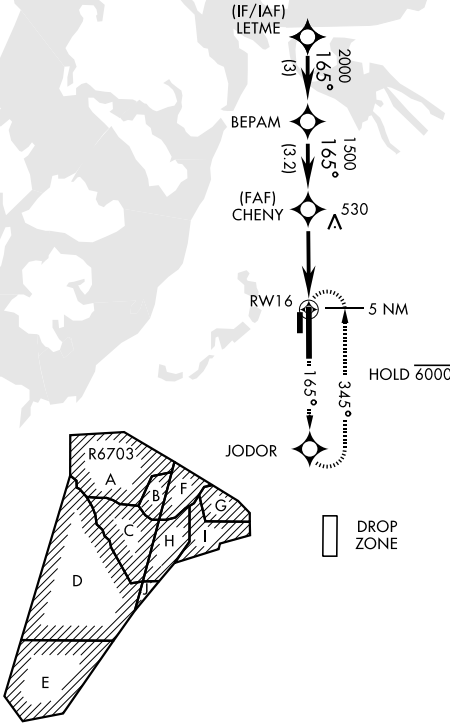 (IF/IAF)
LETME
2000
165°
(3)
BEPAM
1500
165°
(3.2)
(FAF)
CHENY
530
RW16
5 NM
HOLD 6000
165°
345°
JODOR
R6703
A
B
F
G
C
H
I
D
J
E
DROP
ZONE